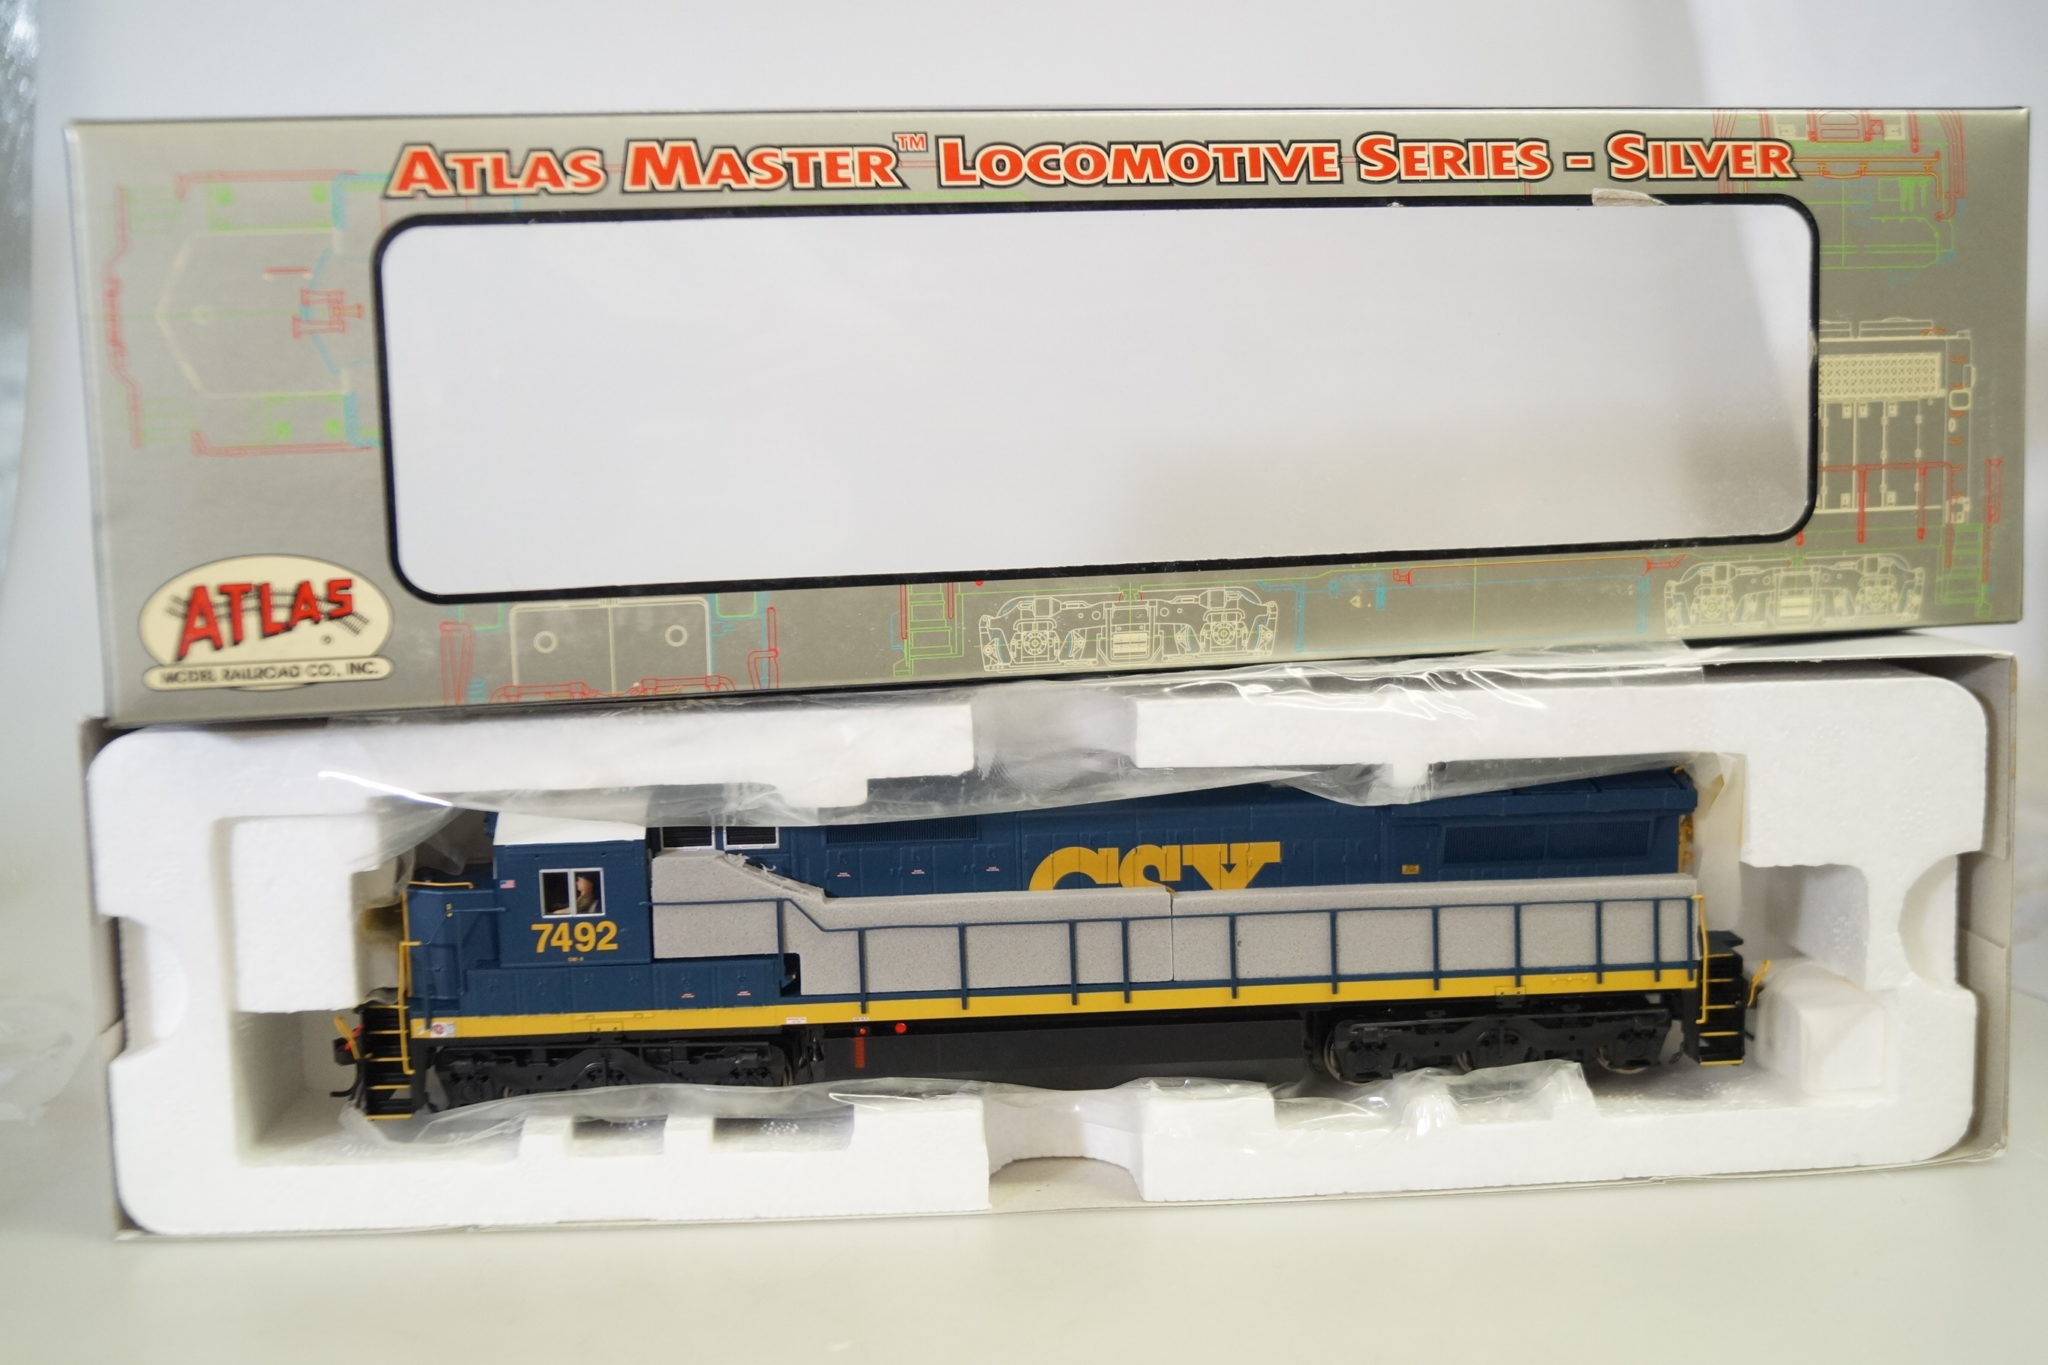 ATLAS MASTER™ LOCOMOTIVE SERIES - SILVER
ATLAS®
MODEL RAILROAD CO., INC.
CSX
7492